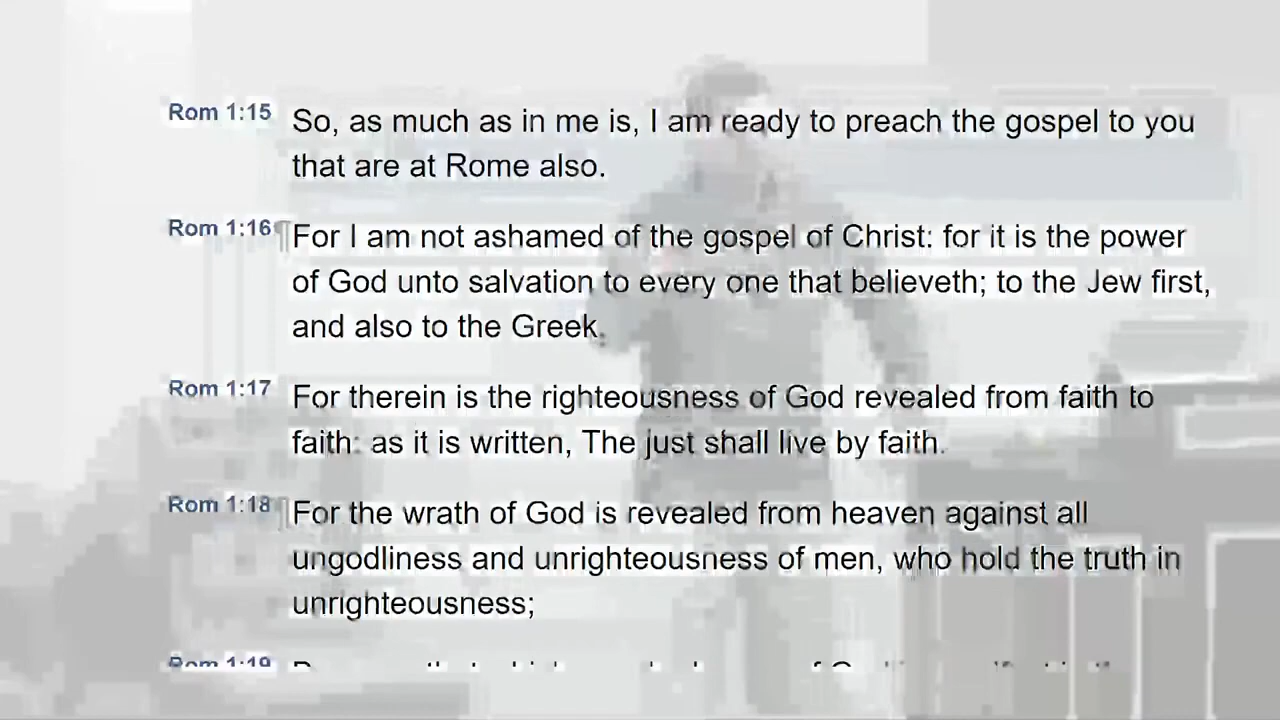 Rom 1:15 So, as much as in me is, I am ready to preach the gospel to you
that are at Rome also.
Rom 1:16 ¶ For I am not ashamed of the gospel of Christ: for it is the power
of God unto salvation to every one that believeth; to the Jew first,
and also to the Greek.
Rom 1:17 For therein is the righteousness of God revealed from faith to
faith: as it is written, The just shall live by faith.
Rom 1:18 ¶ For the wrath of God is revealed from heaven against all
ungodliness and unrighteousness of men, who hold the truth in
unrighteousness;
Rom 1:19